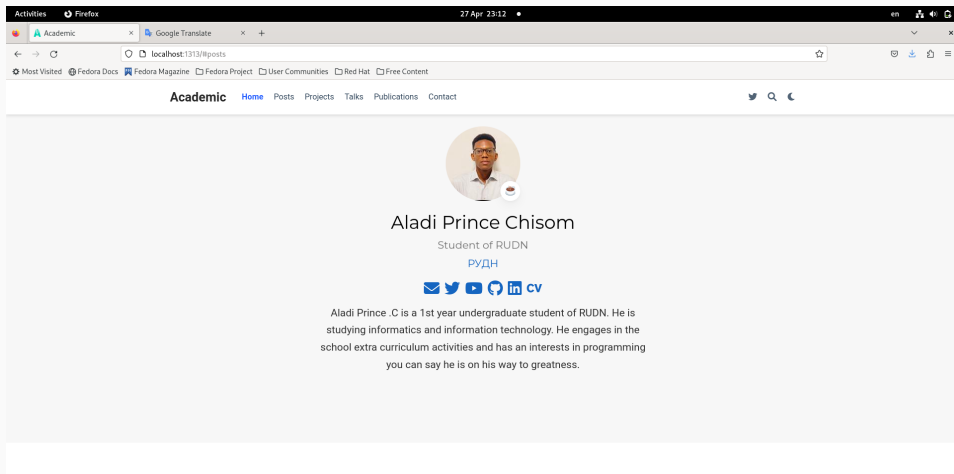 Activities Firefox 27 Apr 23:12 en
Academic × Google Translate × +
localhost:1313/#posts
Most Visited Fedora Docs Fedora Magazine Fedora Project User Communities Red Hat Free Content
Academic Home Posts Projects Talks Publications Contact
Aladi Prince Chisom
Student of RUDN
РУДН
CV
Aladi Prince .C is a 1st year undergraduate student of RUDN. He is
studying informatics and information technology. He engages in the
school extra curriculum activities and has an interests in programming
you can say he is on his way to greatness.